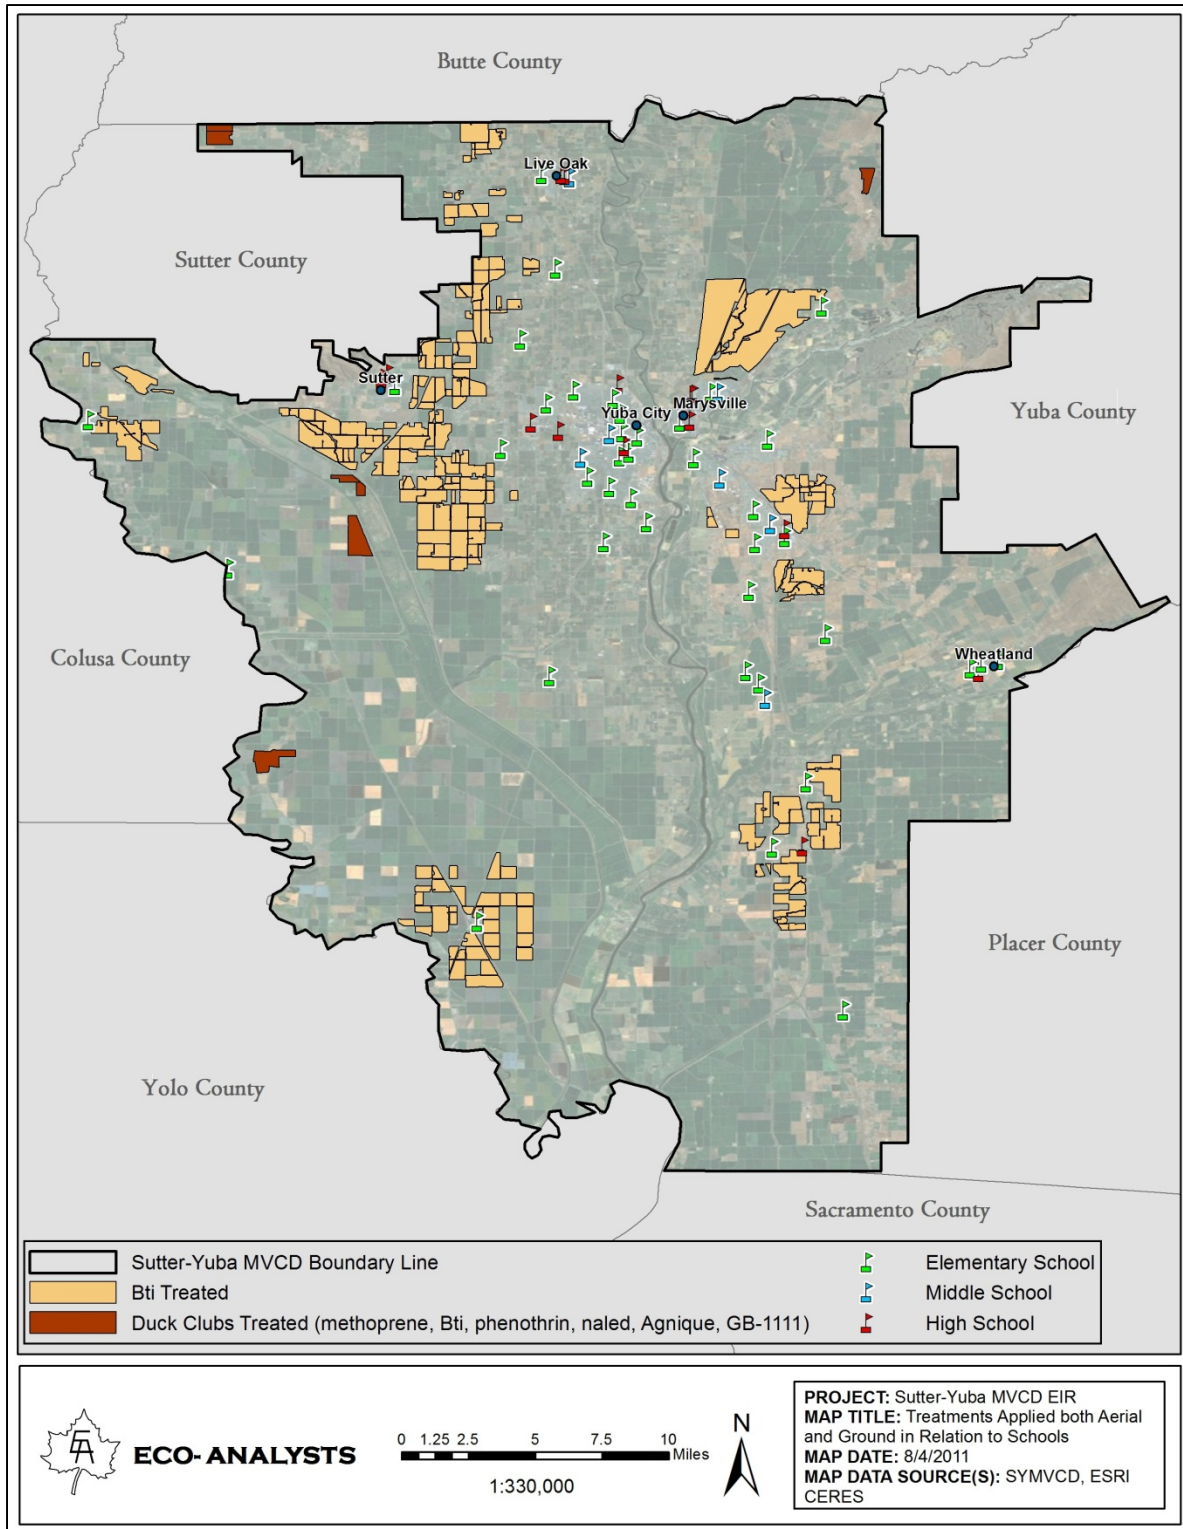 Butte County
Live Oak
Sutter County
Sutter
Yuba City
Marysville
Yuba County
Colusa County
Wheatland
Placer County
Yolo County
Sacramento County
Sutter-Yuba MVCD Boundary Line
Bti Treated
Duck Clubs Treated (methoprene, Bti, phenothrin, naled, Agnique, GB-1111)
Elementary School
Middle School
High School
EA
ECO-ANALYSTS
0 1.25 2.5 5 7.5 10
Miles
1:330,000
N
PROJECT: Sutter-Yuba MVCD EIR
MAP TITLE: Treatments Applied both Aerial
and Ground in Relation to Schools
MAP DATE: 8/4/2011
MAP DATA SOURCE(S): SYMVCD, ESRI
CERES